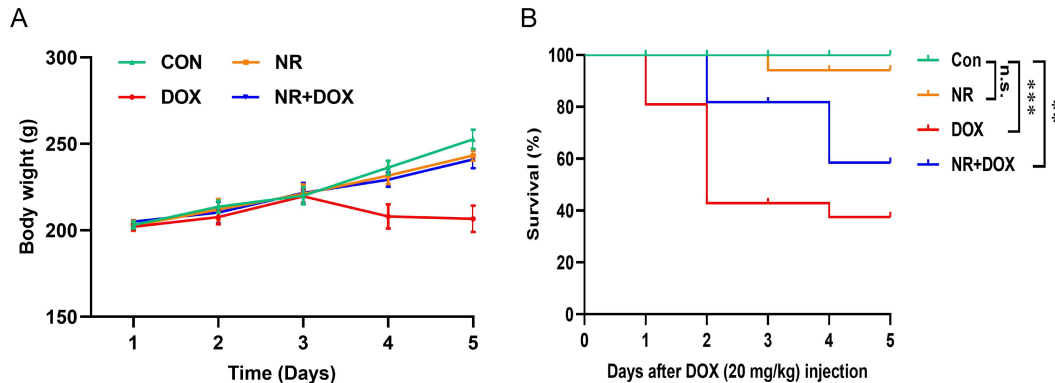 A
CON
NR
DOX
NR+DOX
Body wight (g)
300
250
200
150
1 2 3 4 5
Time (Days)
B
Survival (%)
100
80
60
40
20
0
0 1 2 3 4 5
Days after DOX (20 mg/kg) injection
Con
NR
DOX
NR+DOX
n.s.
***
**